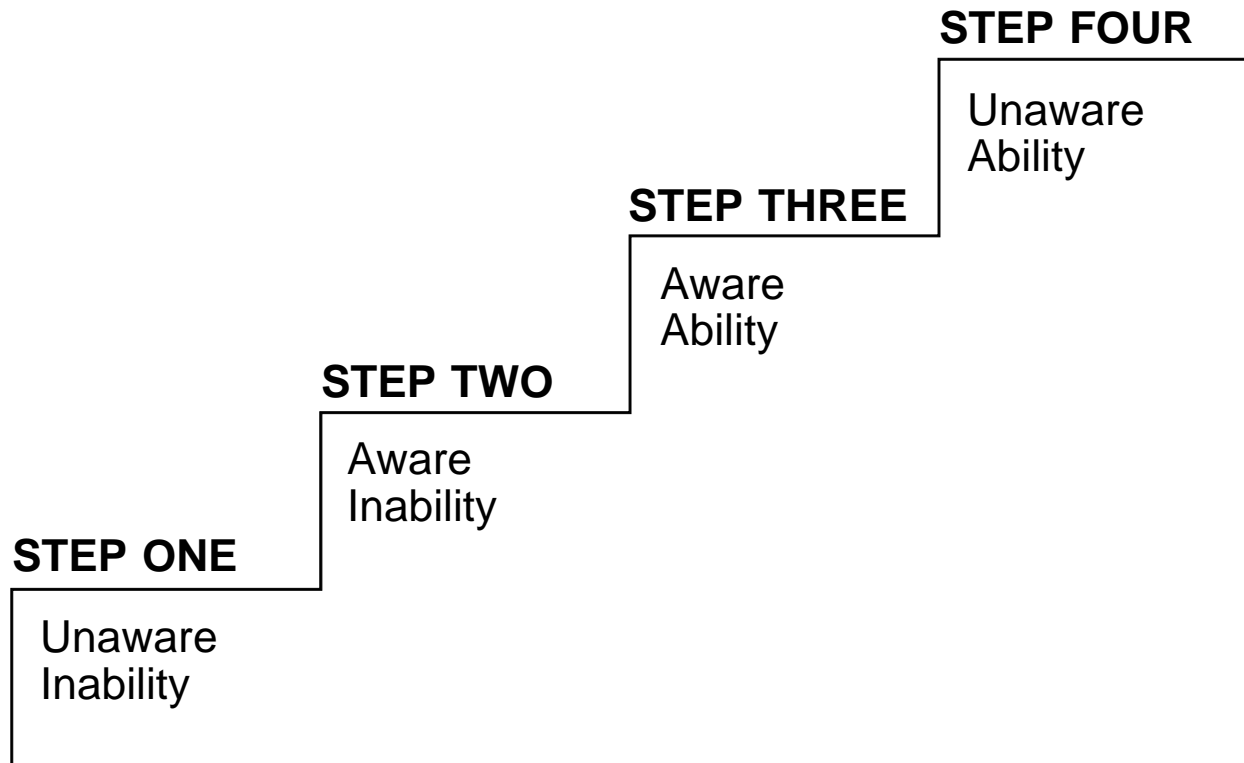 STEP FOUR
Unaware
Ability
STEP THREE
Aware
Ability
STEP TWO
Aware
Inability
STEP ONE
Unaware
Inability